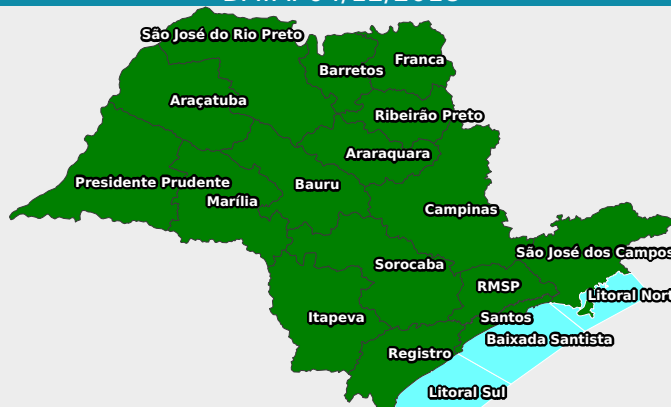 São José do Rio Preto
Franca
Barretos
Araçatuba
Ribeirão Preto
Araraquara
Presidente Prudente
Bauru
Marília
Campinas
São José dos Campos
Sorocaba
RMSP
Litoral Nort
Itapeva
Santos
Baixada Santista
Registro
Litoral Sul